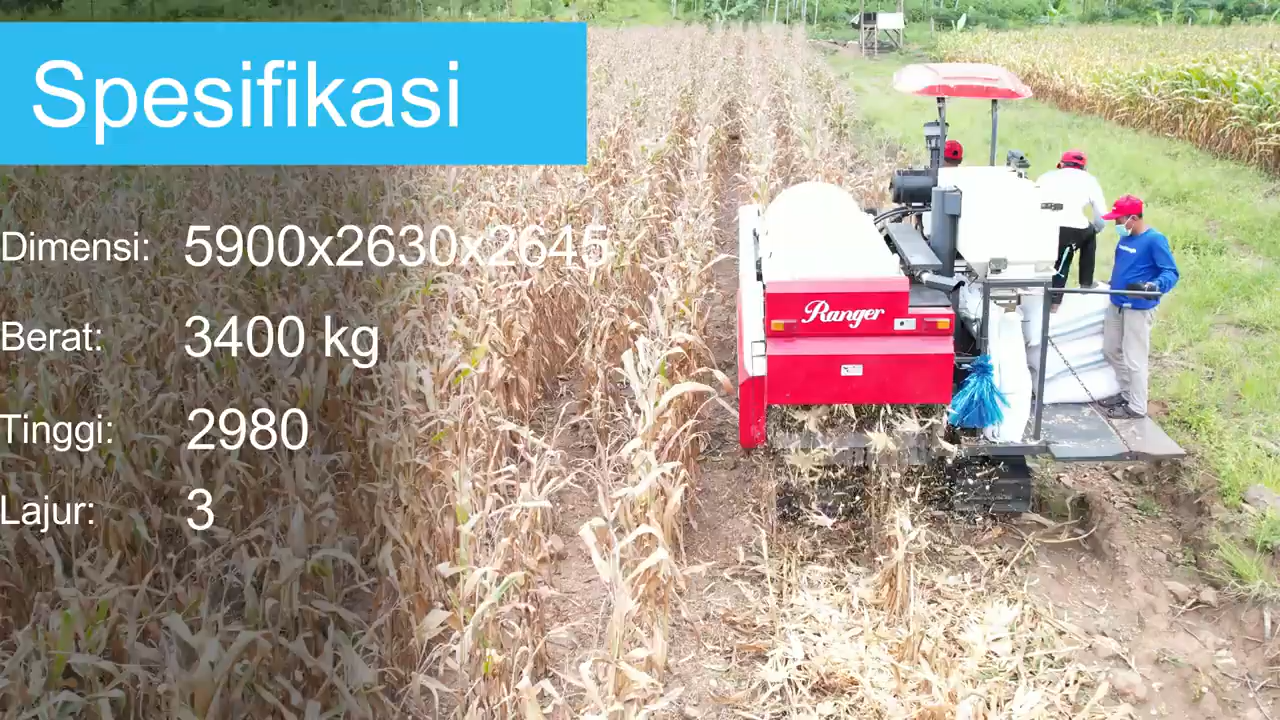 Spesifikasi
Dimensi: 5900x2630x2645
Berat: 3400 kg
Tinggi: 2980
Lajur: 3
Ranger